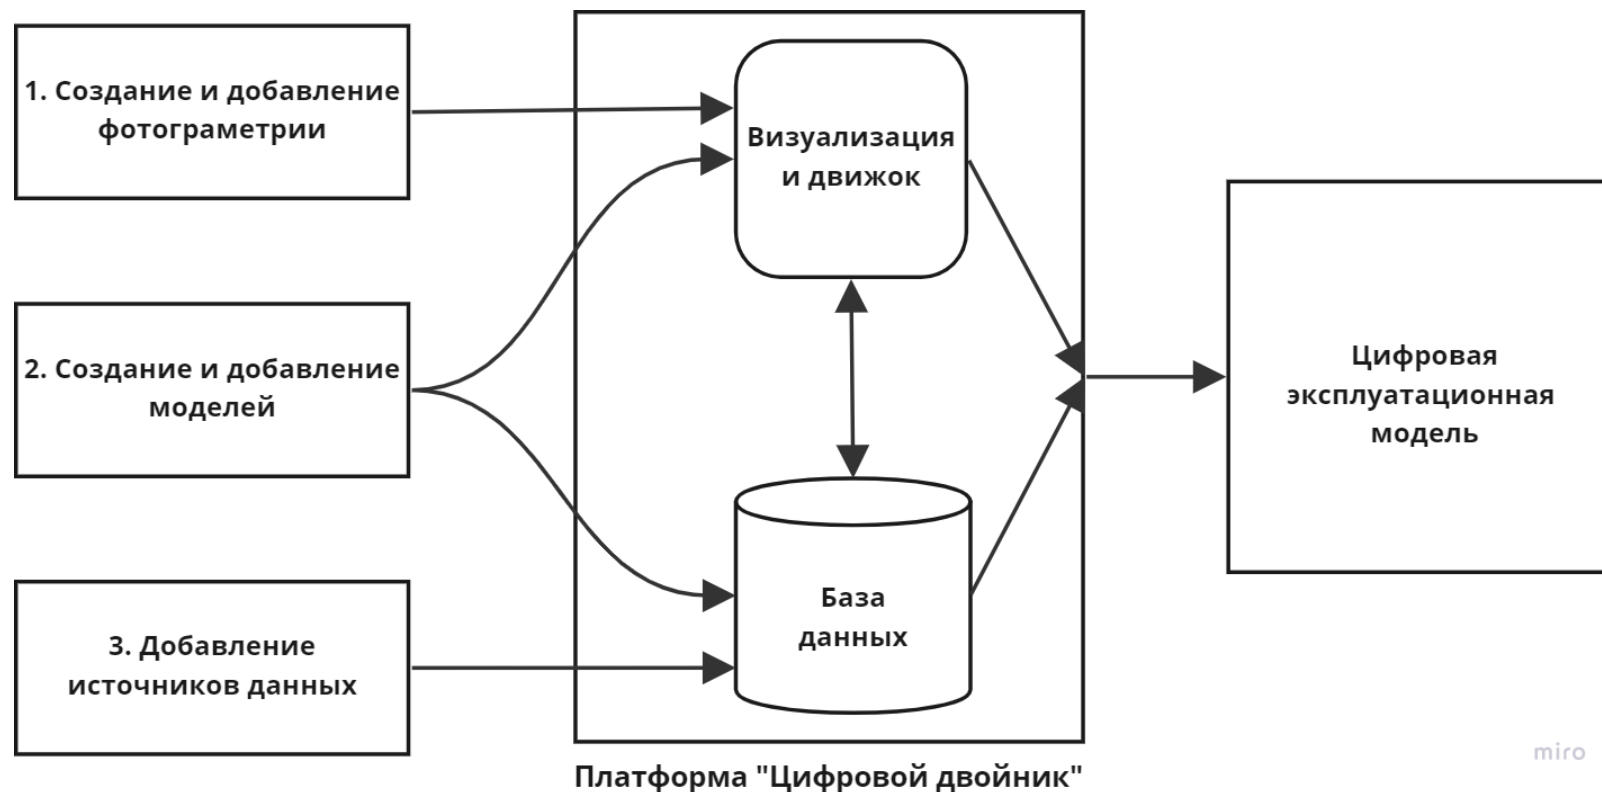 1. Создание и добавление
фотограметрии
2. Создание и добавление
моделей
3. Добавление
источников данных
Визуализация
и движок
База
данных
Платформа "Цифровой двойник"
Цифровая
эксплуатационная
модель
miro